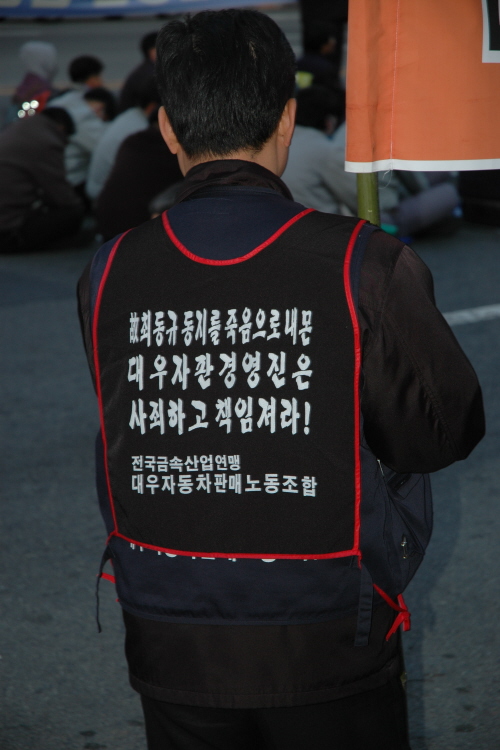 故최동규 동지를 죽음으로 내몬
대우자판 경영진은
사죄하고 책임져라!
전국금속산업연맹
대우자동차판매노동조합